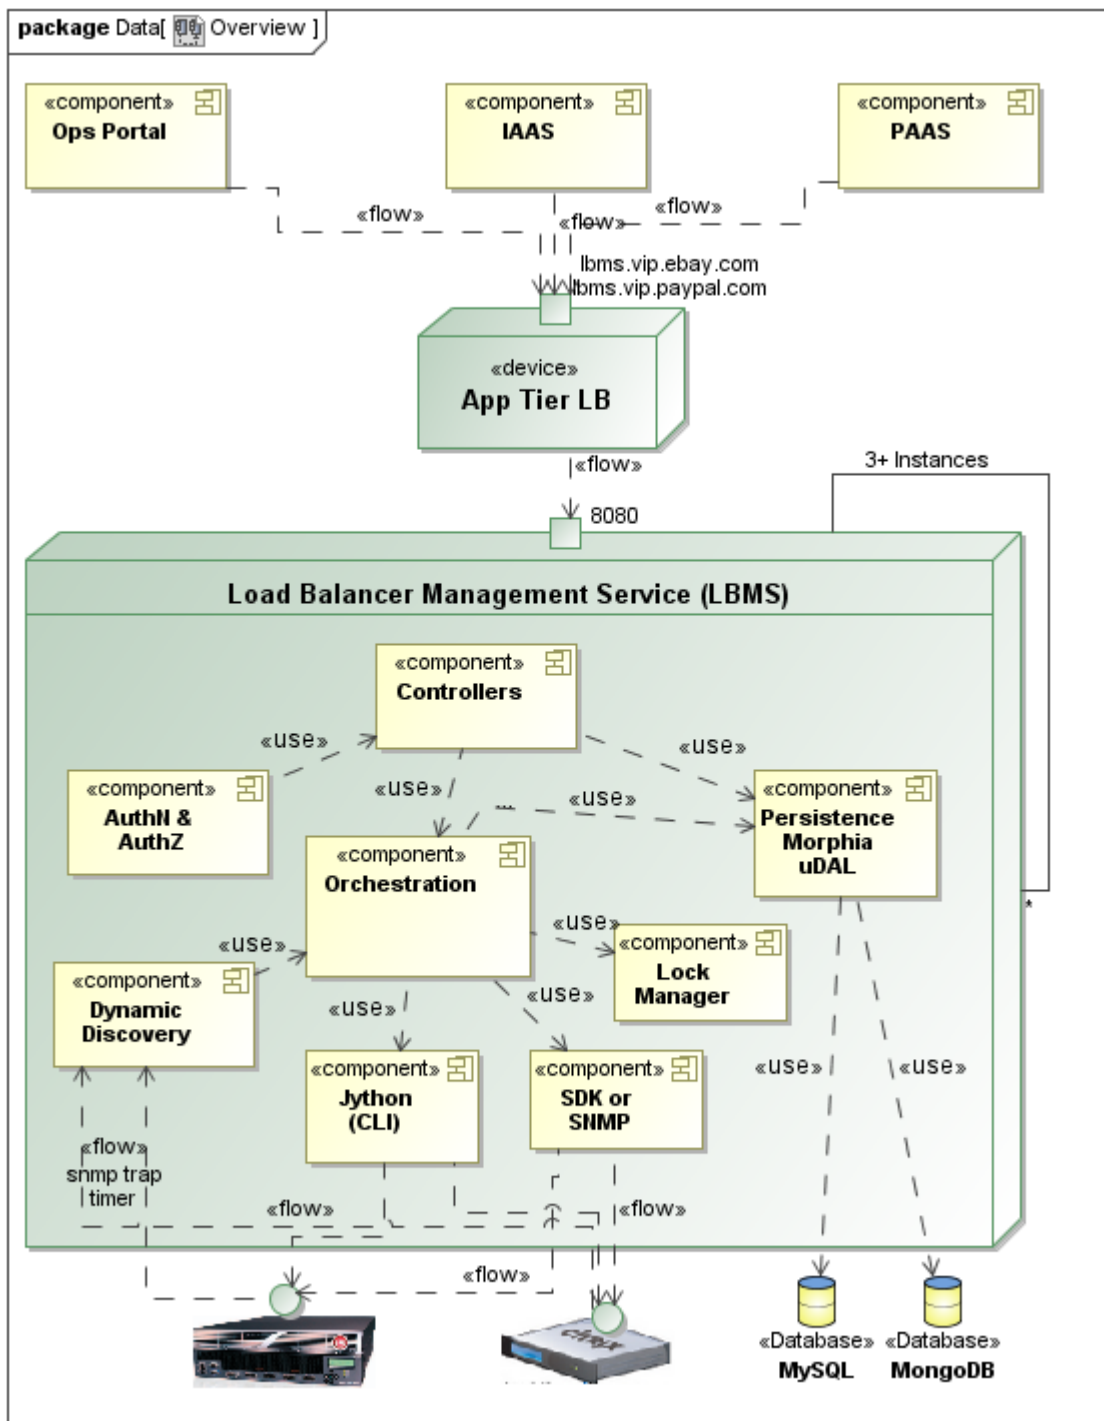 package Data[ Overview ]
«component»
Ops Portal
«component»
IAAS
«component»
PAAS
«flow»
«flow»
«flow»
lbms.vip.ebay.com
lbms.vip.paypal.com
«device»
App Tier LB
«flow»
3+ Instances
8080
Load Balancer Management Service (LBMS)
«component»
Controllers
«use»
«use»
«use»
«use»
...
«component»
AuthN &
AuthZ
«component»
Persistence
Morphia
uDAL
«component»
Orchestration
*
«use»
«use»
«component»
Lock
Manager
«component»
Dynamic
Discovery
«use»
«use»
«component»
Jython
(CLI)
«component»
SDK or
SNMP
«use»
«use»
«flow»
snmp trap
timer
«flow»
«flow»
«flow»
citrix
«Database»
MySQL
«Database»
MongoDB